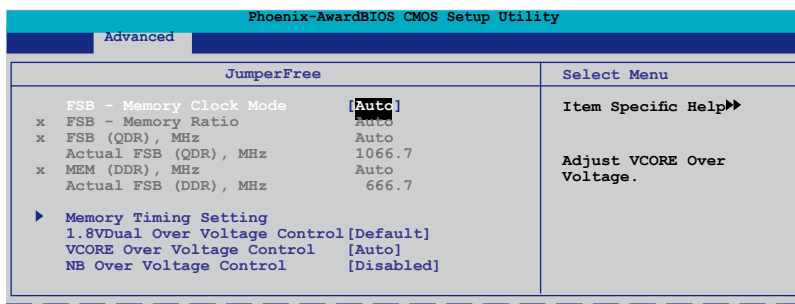 Phoenix-AwardBIOS CMOS Setup Utility
Advanced
JumperFree
Select Menu
FSB - Memory Clock Mode [Auto]
x FSB - Memory Ratio Auto
x FSB (QDR), MHz Auto
Actual FSB (QDR), MHz 1066.7
x MEM (DDR), MHz Auto
Actual FSB (DDR), MHz 666.7
Memory Timing Setting
1.8VDual Over Voltage Control [Default]
VCORE Over Voltage Control [Auto]
NB Over Voltage Control [Disabled]
Item Specific Help
Adjust VCORE Over
Voltage.